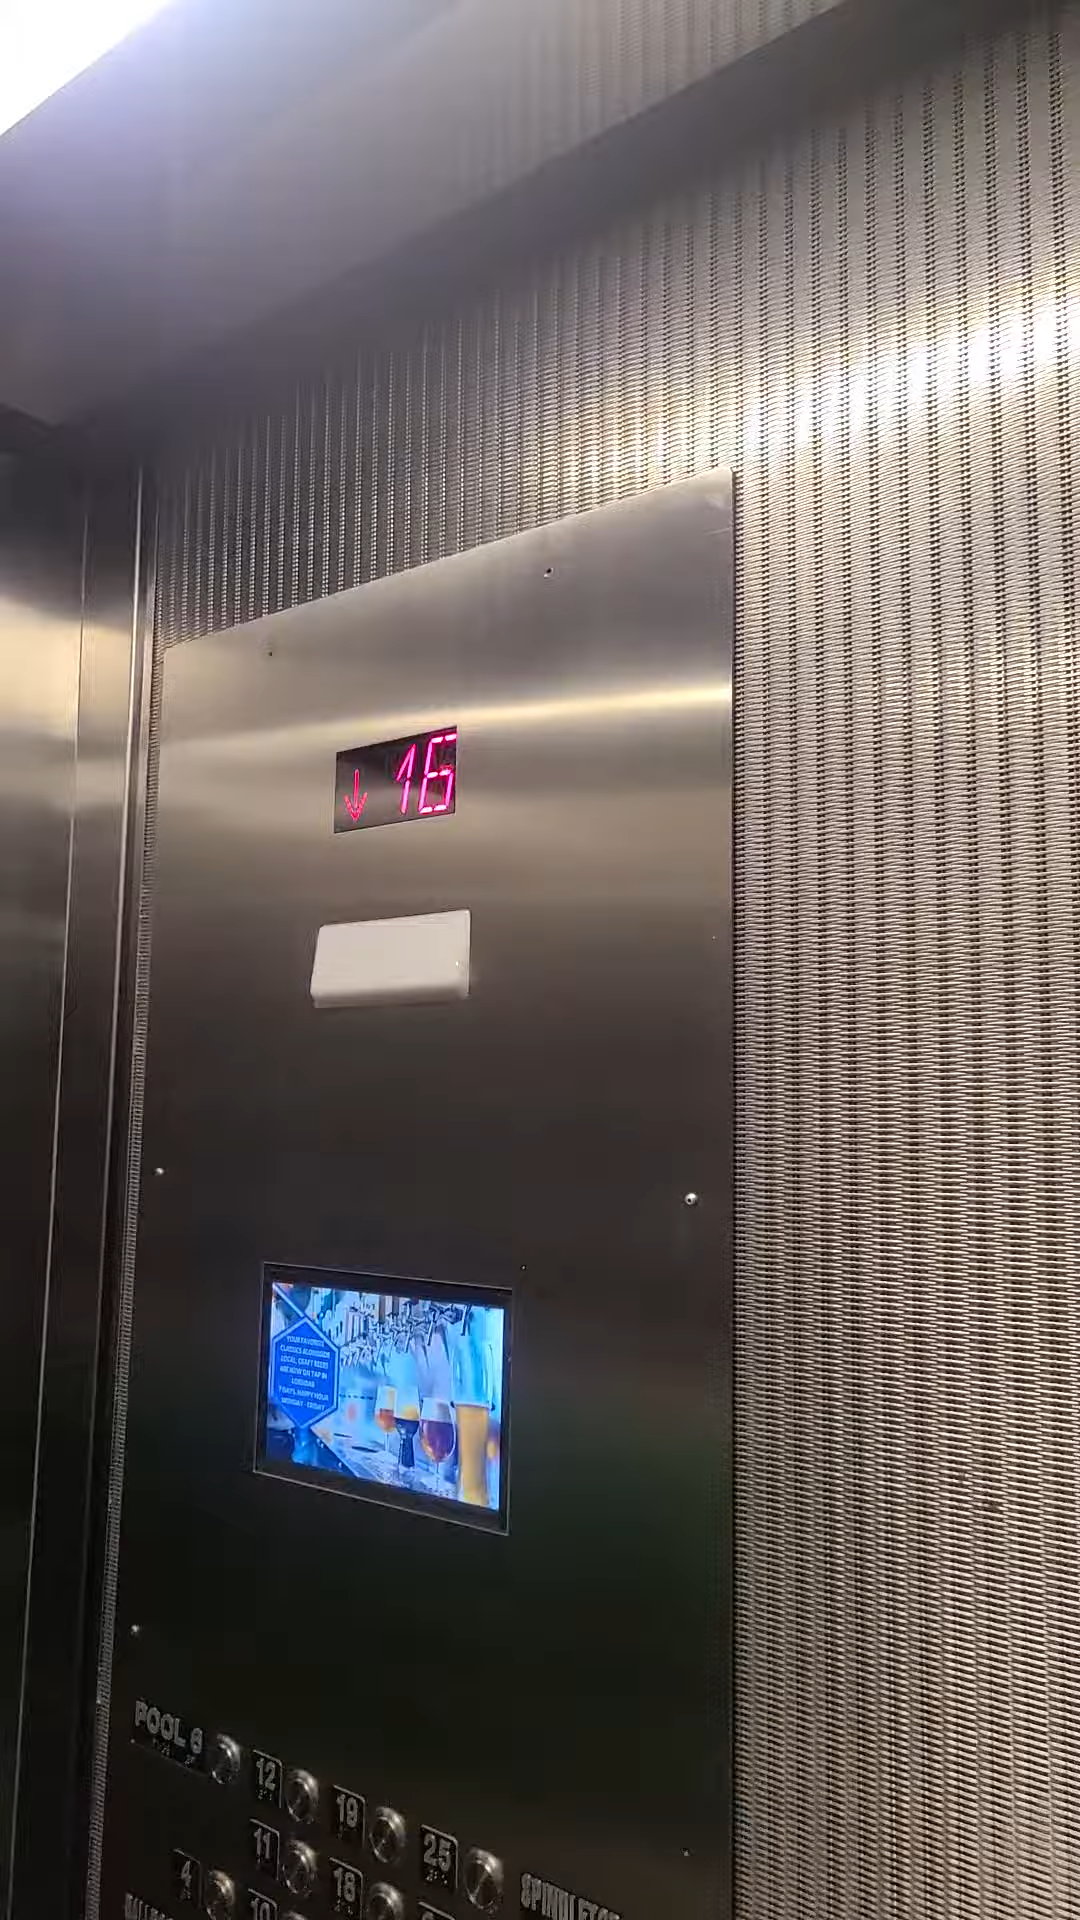 ↓ 16
YOUR FAVORITE
CLASSICS ALONGSIDE
LOCAL, CRAFT BEERS
ARE NOW ON TAP IN
7 DAYS. HAPPY HOUR
MONDAY - FRIDAY
POOL 6
12
19
25
SPINDLETOP
11
18
4
10